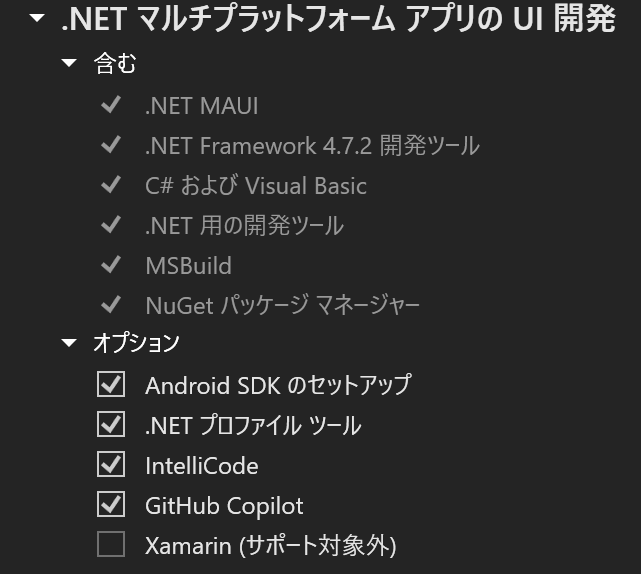 .NET マルチプラットフォーム アプリの UI 開発
含む
.NET MAUI
.NET Framework 4.7.2 開発ツール
C# および Visual Basic
.NET 用の開発ツール
MSBuild
NuGet パッケージ マネージャー
オプション
Android SDK のセットアップ
.NET プロファイル ツール
IntelliCode
GitHub Copilot
Xamarin (サポート対象外)